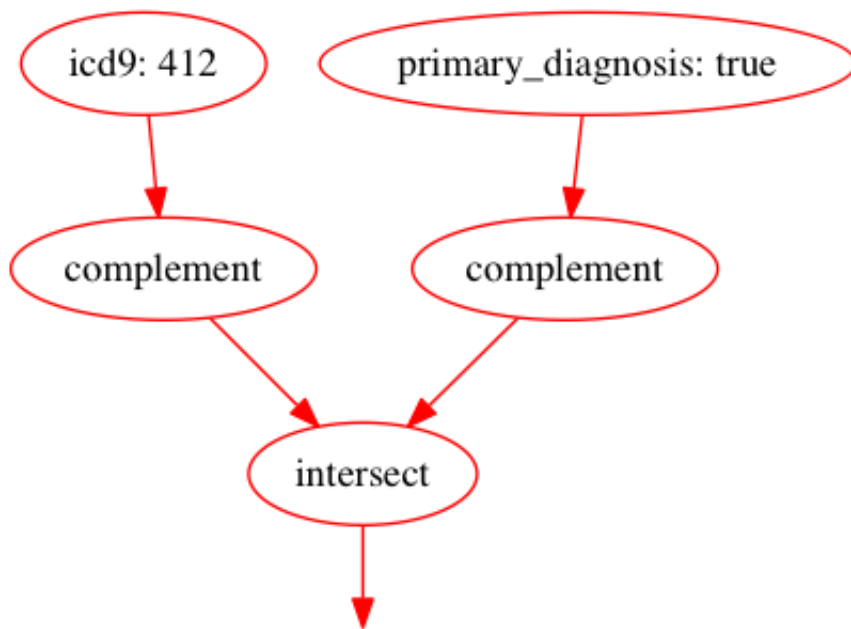 icd9: 412
primary_diagnosis: true
complement
complement
intersect